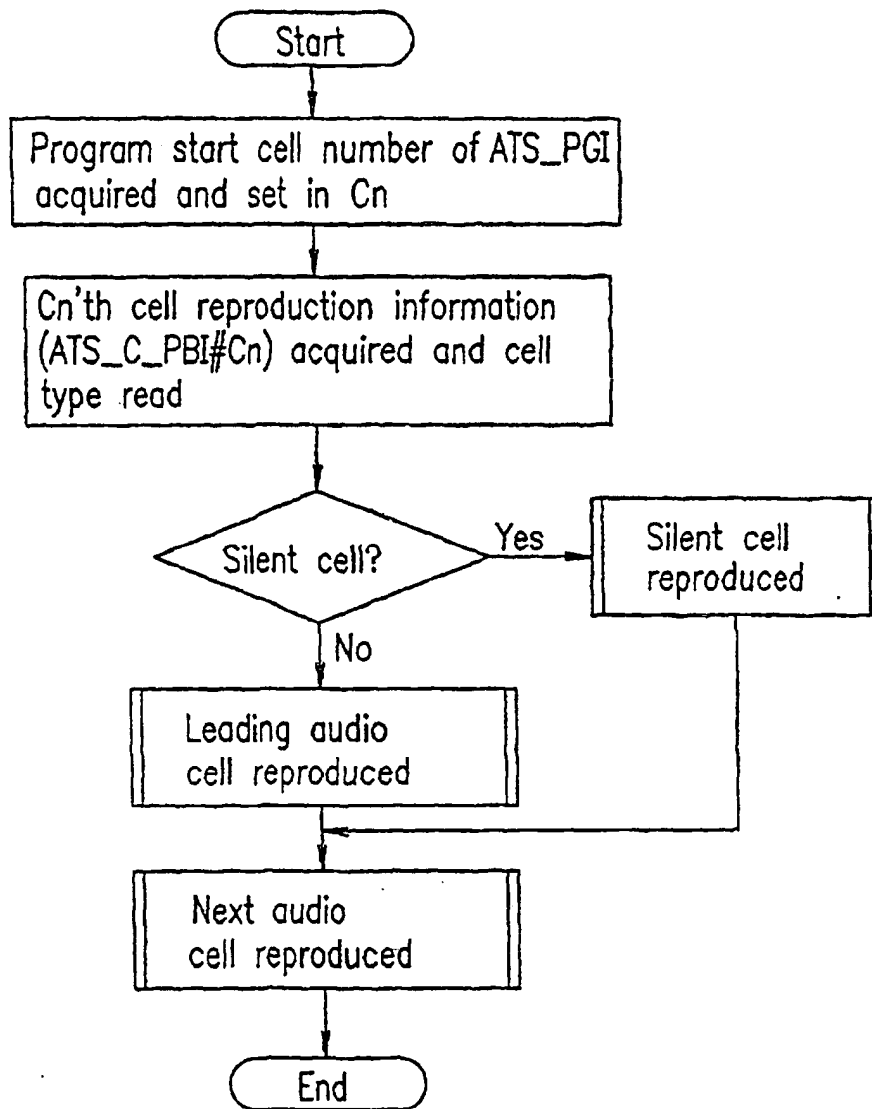 Start
Program start cell number of ATS_PGI
acquired and set in Cn
Cn'th cell reproduction information
(ATS_C_PBI#Cn) acquired and cell
type read
Silent cell?
Yes
Silent cell
reproduced
No
Leading audio
cell reproduced
Next audio
cell reproduced
End